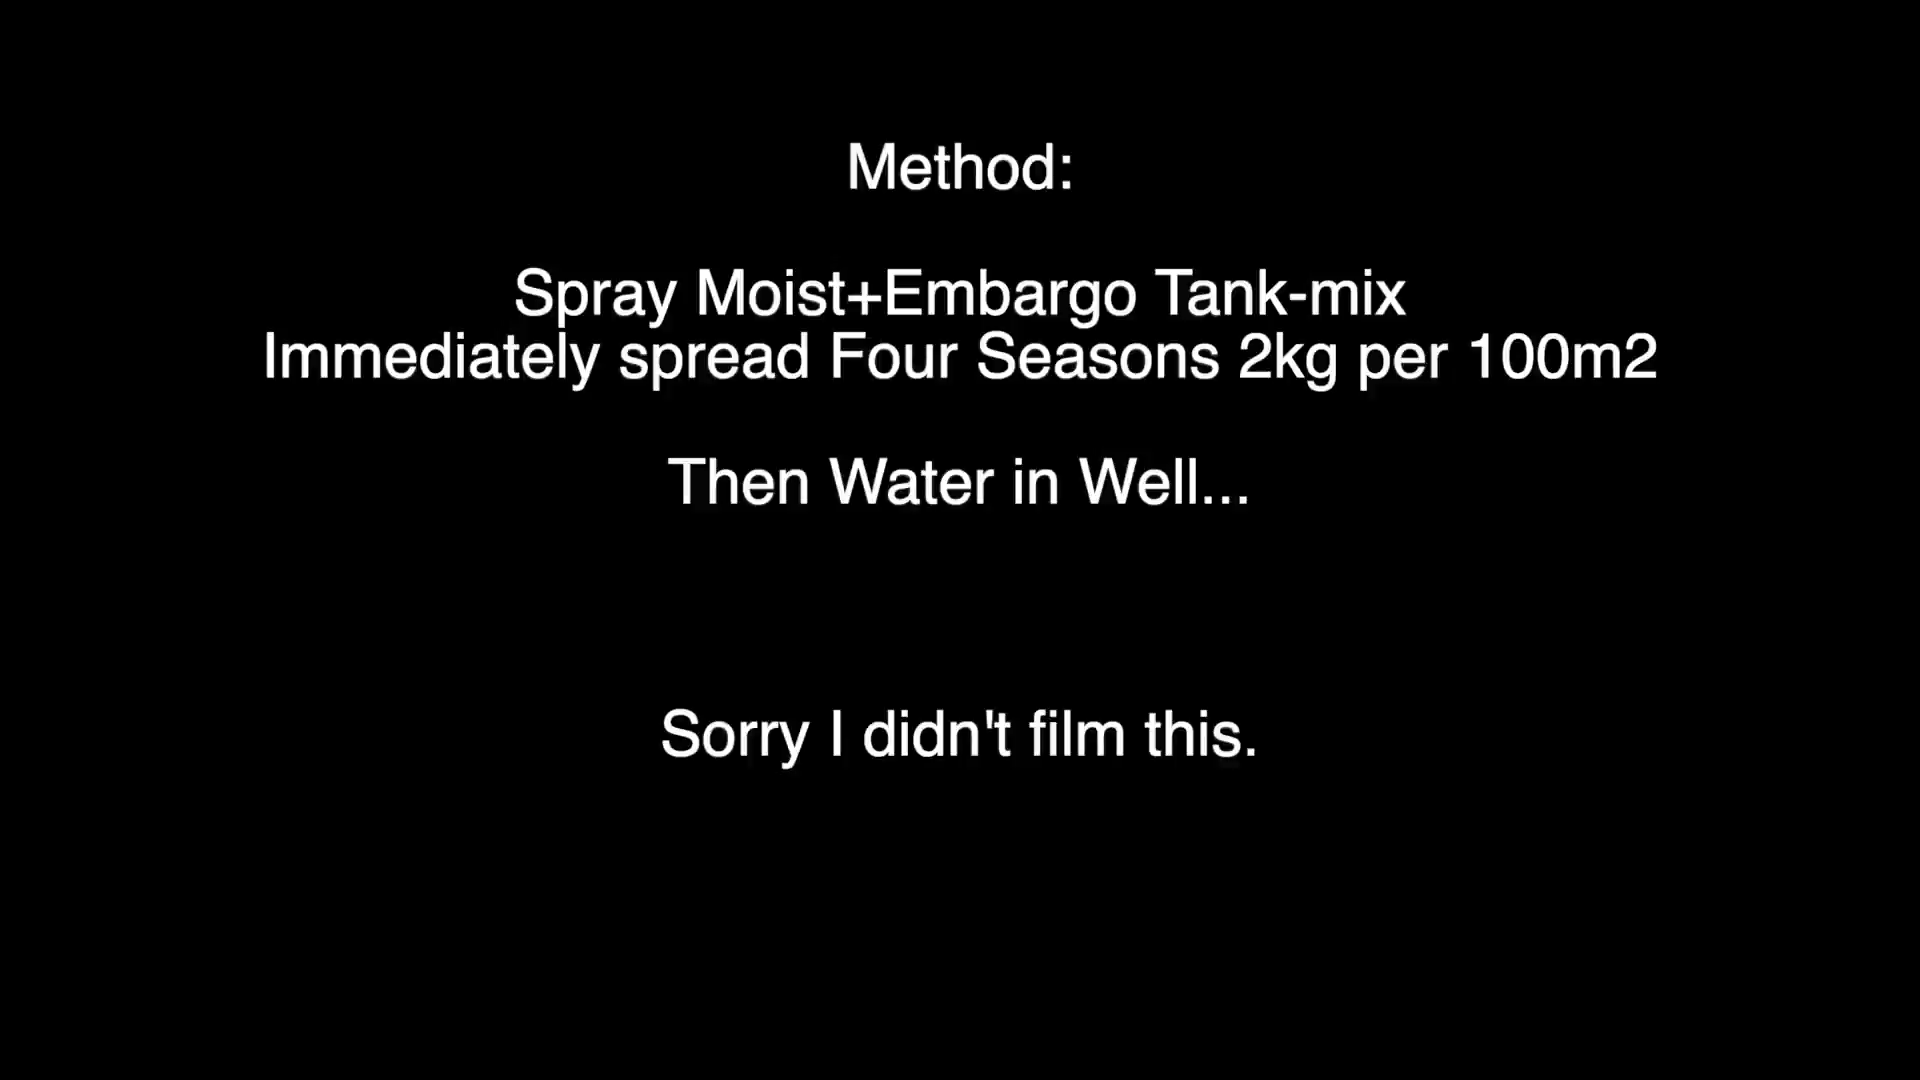 Method:
Spray Moist+Embargo Tank-mix
Immediately spread Four Seasons 2kg per 100m2
Then Water in Well...
Sorry I didn't film this.